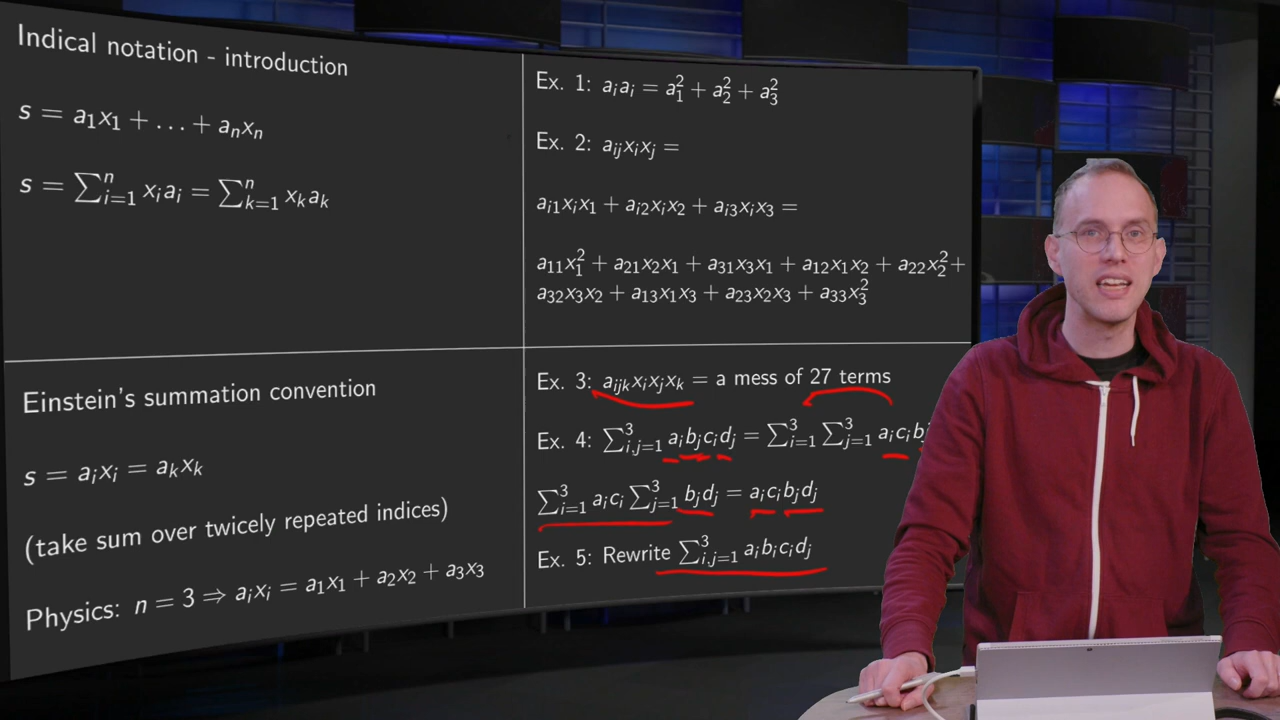 Indical notation - introduction
s = a₁x₁ + … + aₙxₙ
s = ∑ⁿᵢ₌₁ xᵢaᵢ = ∑ⁿₖ₌₁ xₖaₖ
Einstein's summation convention
s = aᵢxᵢ = aₖxₖ
(take sum over twicely repeated indices)
Physics: n = 3 ⇒ aᵢxᵢ = a₁x₁ + a₂x₂ + a₃x₃
Ex. 1: aᵢaᵢ = a₁² + a₂² + a₃²
Ex. 2: aᵢⱼxᵢxⱼ =
aᵢ₁xᵢx₁ + aᵢ₂xᵢx₂ + aᵢ₃xᵢx₃ =
a₁₁x₁² + a₂₁x₂x₁ + a₃₁x₃x₁ + a₁₂x₁x₂ + a₂₂x₂² +
a₃₂x₃x₂ + a₁₃x₁x₃ + a₂₃x₂x₃ + a₃₃x₃²
Ex. 3: aᵢⱼₖxᵢxⱼxₖ = a mess of 27 terms
Ex. 4: ∑³ᵢ,ⱼ₌₁ aᵢbⱼcᵢdⱼ = ∑³ᵢ₌₁ ∑³ⱼ₌₁ aᵢcᵢb
∑³ᵢ₌₁ aᵢcᵢ ∑³ⱼ₌₁ bⱼdⱼ = aᵢcᵢbⱼdⱼ
Ex. 5: Rewrite ∑³ᵢ,ⱼ₌₁ aᵢbᵢcᵢdⱼ